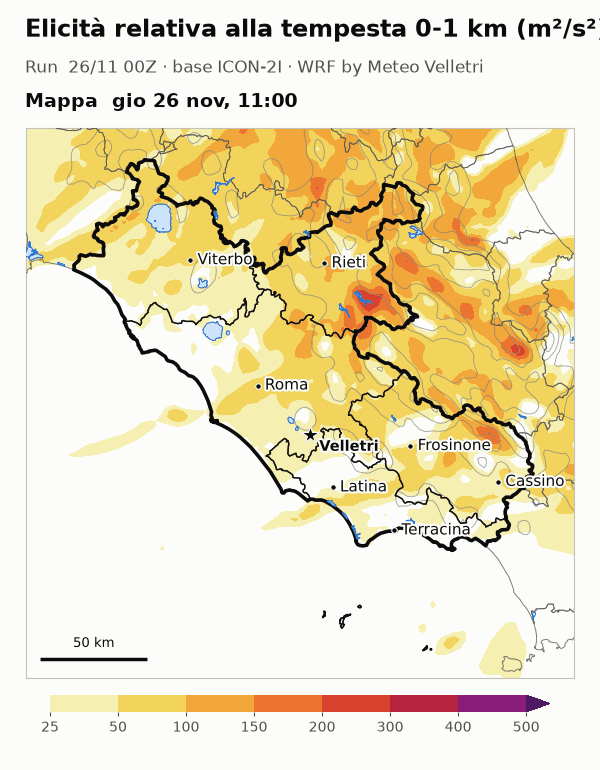 Elicità relativa alla tempesta 0-1 km (m²/s²)
Run  26/11 00Z · base ICON-2I · WRF by Meteo Velletri
Mappa  gio 26 nov, 11:00
Viterbo
Rieti
Roma
Velletri
Frosinone
Latina
Cassino
Terracina
50 km
25 50 100 150 200 300 400 500